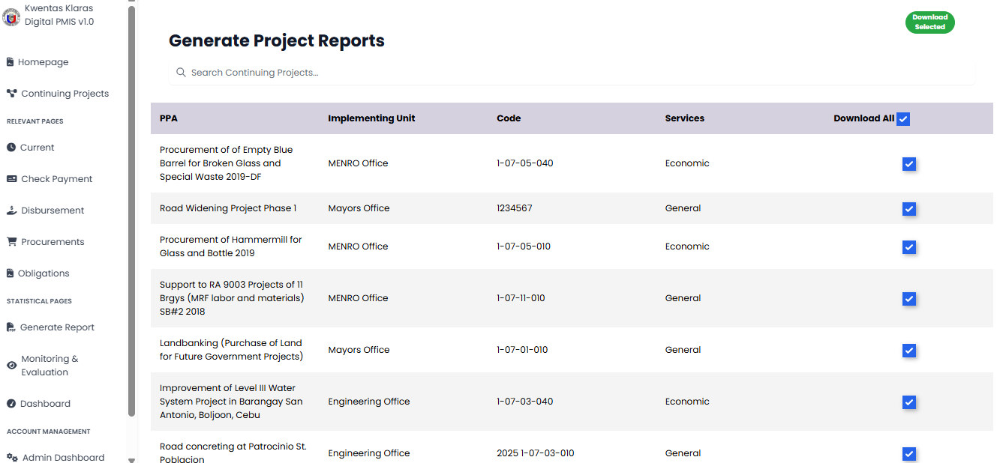 Kwentas Klaras
Digital PMIS v1.0
Homepage
Continuing Projects
RELEVANT PAGES
Current
Check Payment
Disbursement
Procurements
Obligations
STATISTICAL PAGES
Generate Report
Monitoring &
Evaluation
Dashboard
ACCOUNT MANAGEMENT
Admin Dashboard
Download
Selected
Generate Project Reports
Search Continuing Projects...
PPA Implementing Unit Code Services Download All
Procurement of of Empty Blue
Barrel for Broken Glass and
Special Waste 2019-DF
MENRO Office 1-07-05-040 Economic
Road Widening Project Phase 1 Mayors Office 1234567 General
Procurement of Hammermill for
Glass and Bottle 2019
MENRO Office 1-07-05-010 Economic
Support to RA 9003 Projects of 11
Brgys (MRF labor and materials)
SB#2 2018
MENRO Office 1-07-11-010 General
Landbanking (Purchase of Land
for Future Government Projects)
Mayors Office 1-07-01-010 General
Improvement of Level III Water
System Project in Barangay San
Antonio, Boljoon, Cebu
Engineering Office 1-07-03-040 Economic
Road concreting at Patrocinio St.
Poblacion
Engineering Office 2025 1-07-03-010 General